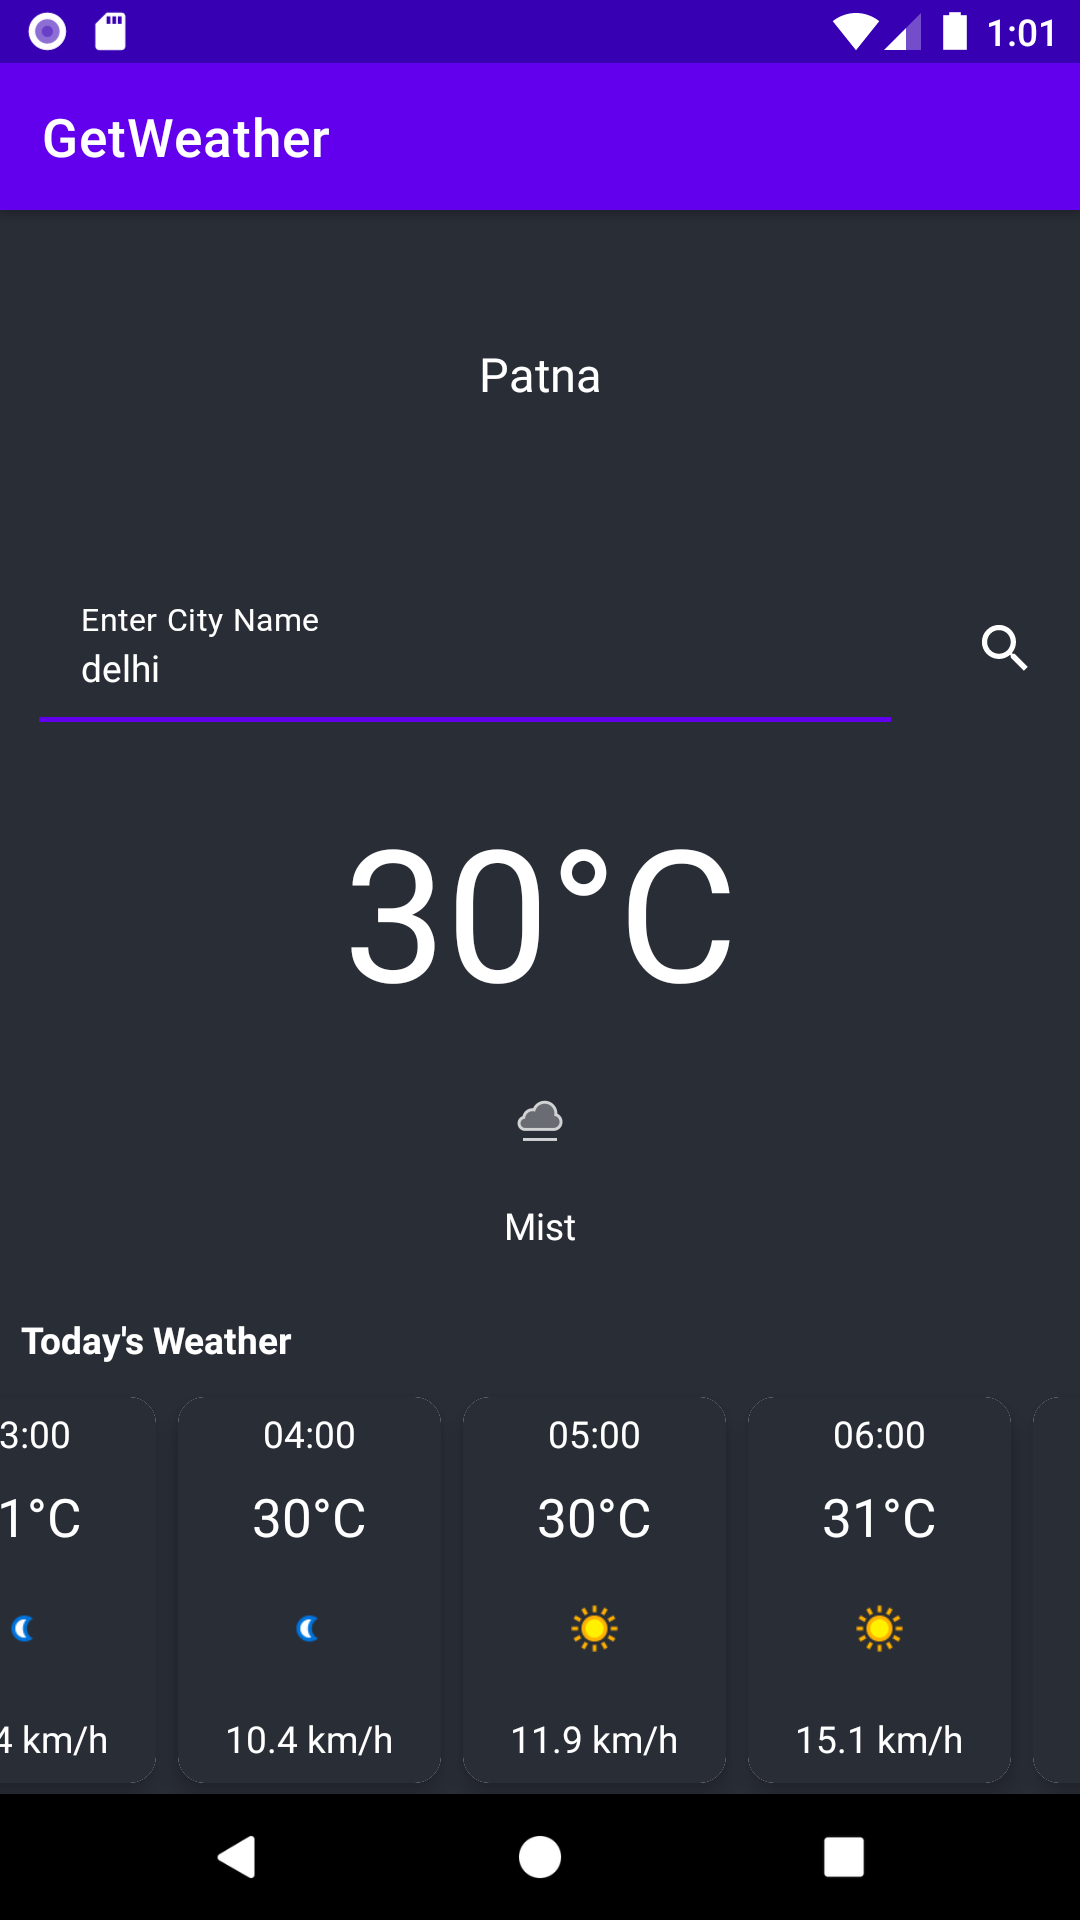 1:01
GetWeather
Patna
Enter City Name
delhi
30°C
Mist
Today's Weather
3:00 04:00 05:00 06:00
1°C 30°C 30°C 31°C
4 km/h 10.4 km/h 11.9 km/h 15.1 km/h